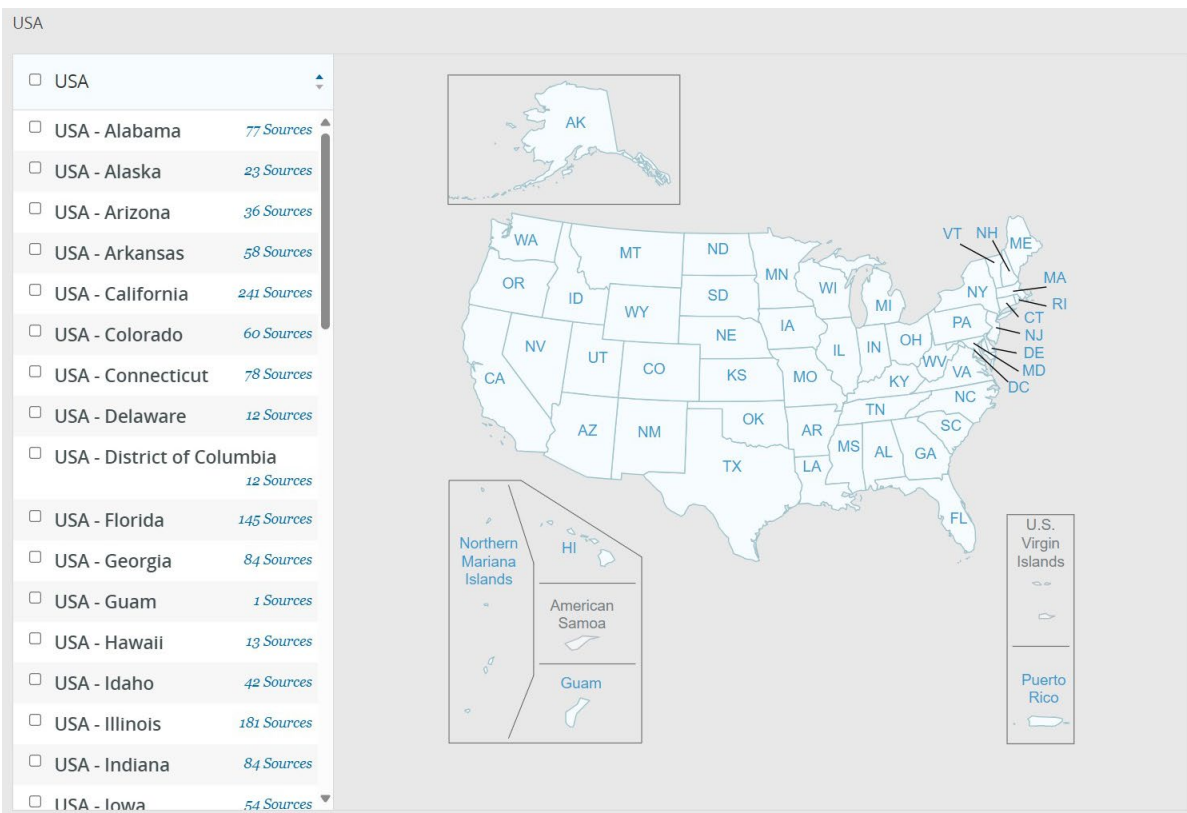 USA
USA
USA - Alabama 77 Sources
USA - Alaska 23 Sources
USA - Arizona 36 Sources
USA - Arkansas 58 Sources
USA - California 241 Sources
USA - Colorado 60 Sources
USA - Connecticut 78 Sources
USA - Delaware 12 Sources
USA - District of Columbia
12 Sources
USA - Florida 145 Sources
USA - Georgia 84 Sources
USA - Guam 1 Sources
USA - Hawaii 13 Sources
USA - Idaho 42 Sources
USA - Illinois 181 Sources
USA - Indiana 84 Sources
USA - Iowa 54 Sources
AK
WA
MT
ND
MN
VT
NH
ME
OR
ID
WY
SD
WI
MI
NY
MA
RI
CT
NJ
DE
MD
DC
NV
UT
CO
NE
IA
IL
IN
OH
PA
WV
VA
CA
KS
MO
KY
NC
AZ
NM
OK
AR
TN
SC
TX
LA
MS
AL
GA
FL
Northern
Mariana
Islands
HI
American
Samoa
Guam
U.S.
Virgin
Islands
Puerto
Rico